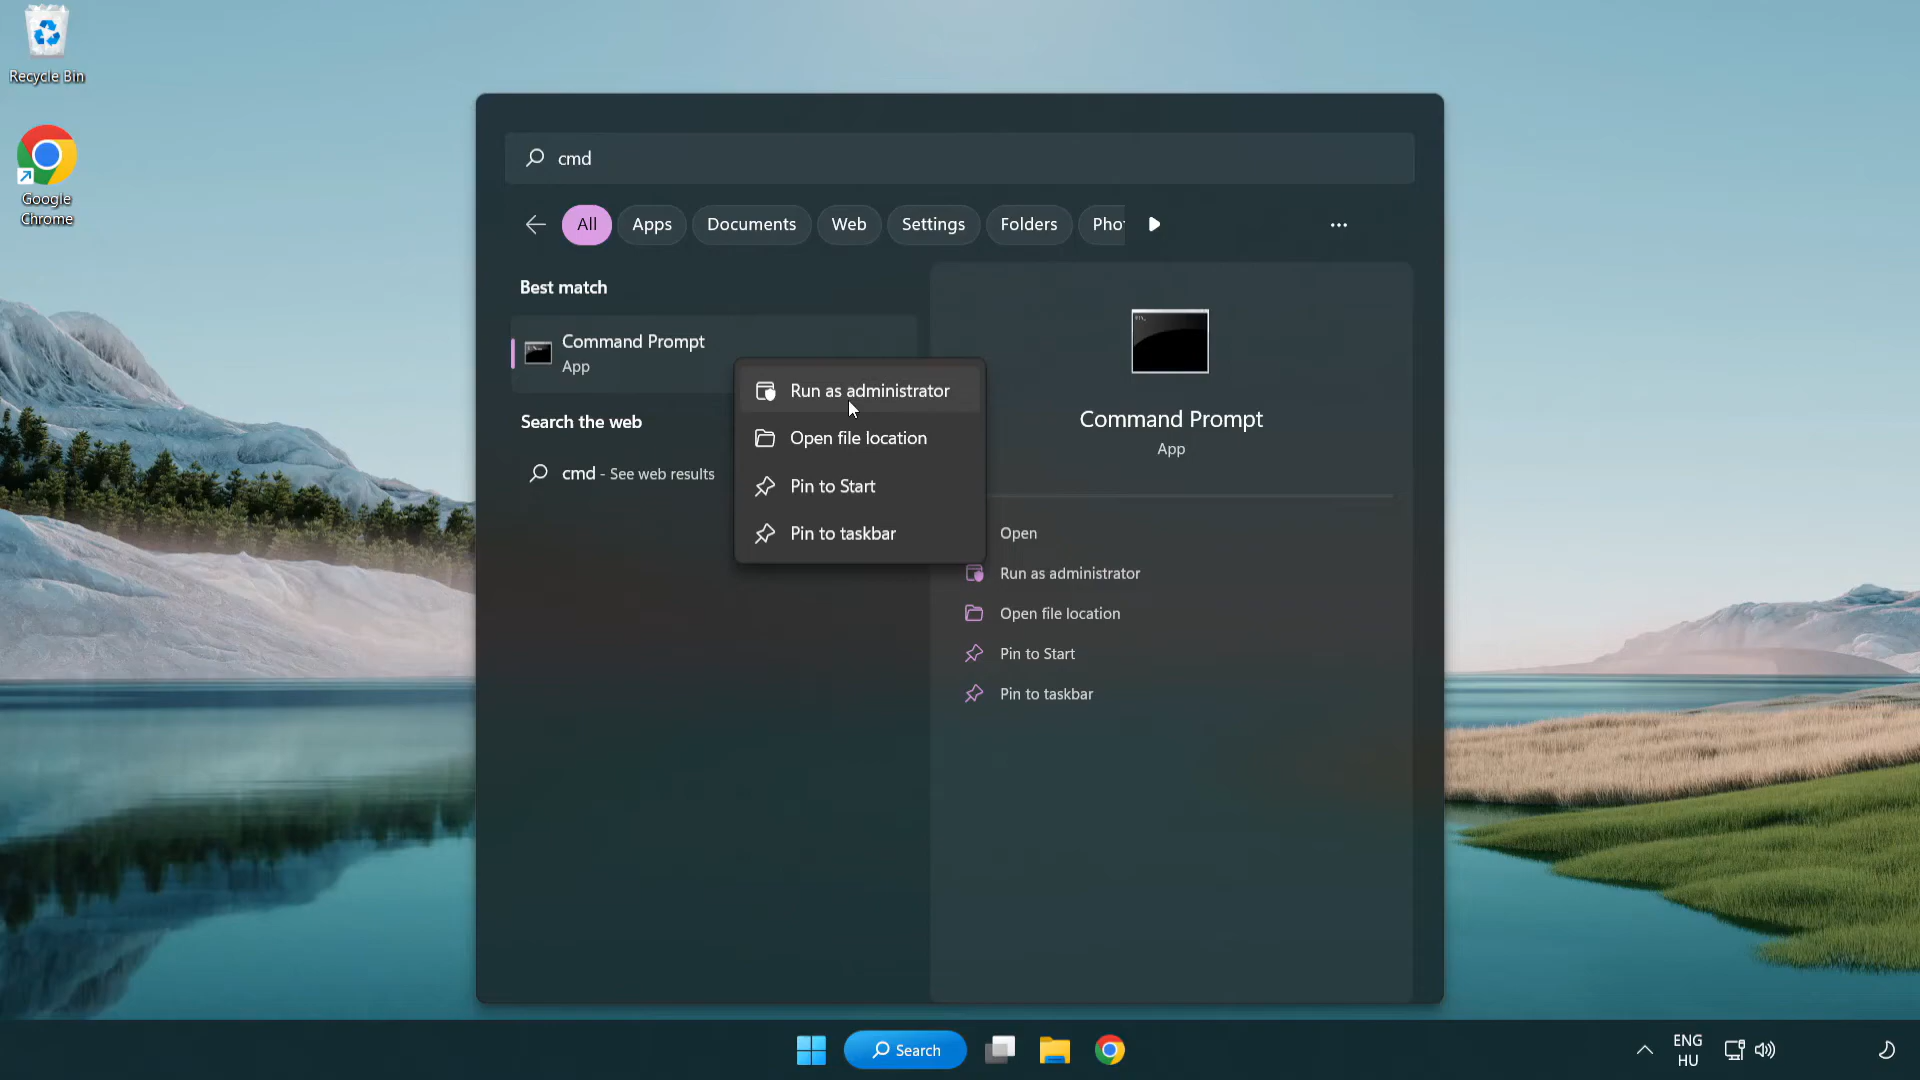 Recycle Bin
Google
Chrome
cmd
All
Apps
Documents
Web
Settings
Folders
Pho
Best match
Command Prompt
App
Search the web
cmd - See web results
Run as administrator
Open file location
Pin to Start
Pin to taskbar
Command Prompt
App
Open
Run as administrator
Open file location
Pin to Start
Pin to taskbar
Search
ENG
HU